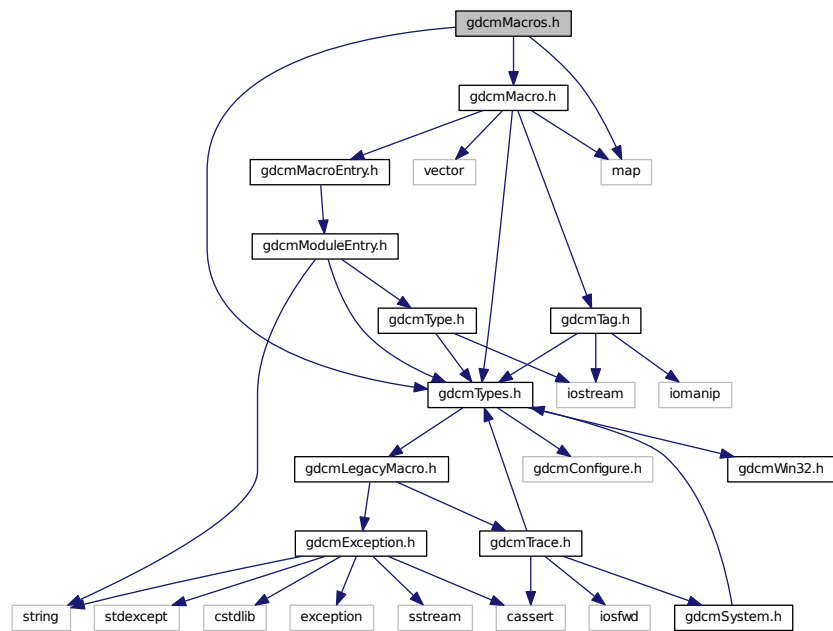 gdcmMacros.h
gdcmMacro.h
gdcmMacroEntry.h
vector
map
gdcmModuleEntry.h
gdcmType.h
gdcmTag.h
gdcmTypes.h
iostream
iomanip
gdcmLegacyMacro.h
gdcmConfigure.h
gdcmWin32.h
gdcmException.h
gdcmTrace.h
string
stdexcept
cstdlib
exception
sstream
cassert
iosfwd
gdcmSystem.h